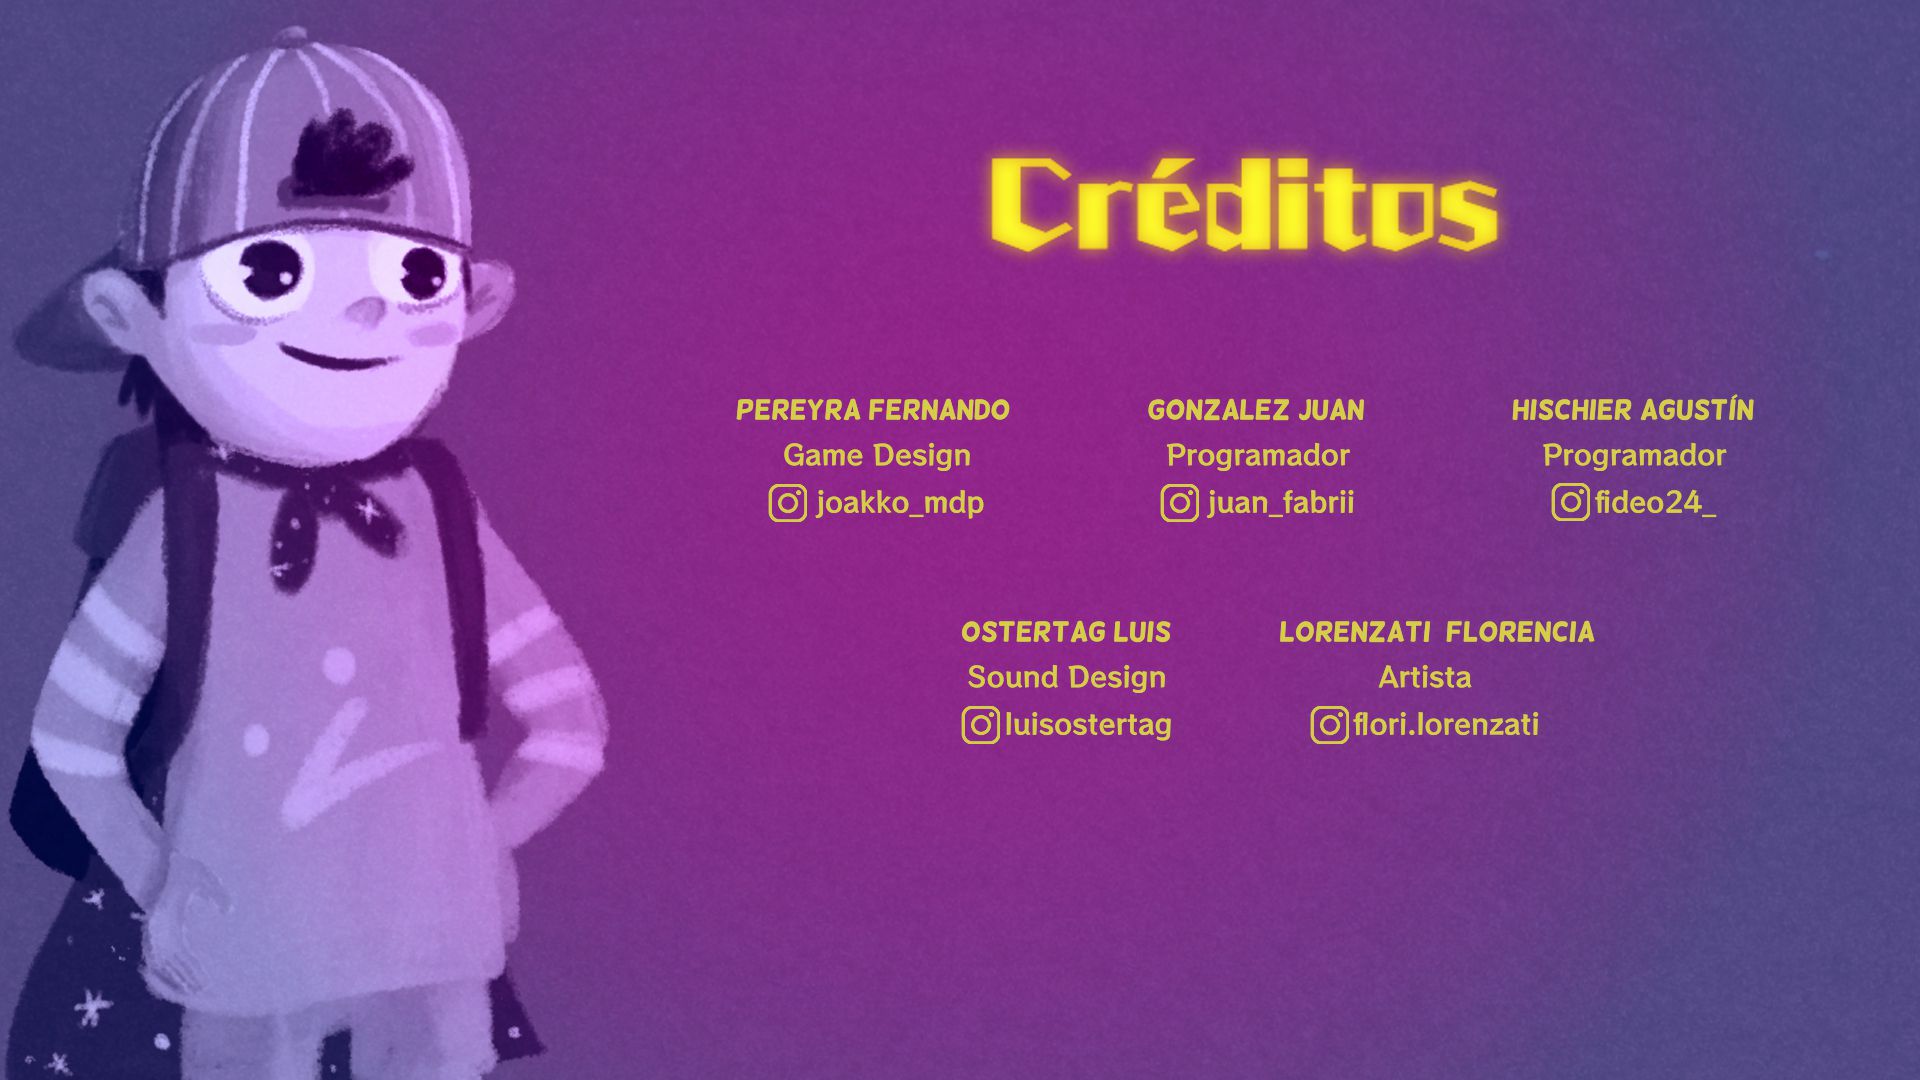 Créditos
PEREYRA FERNANDO
Game Design
joakko_mdp
GONZALEZ JUAN
Programador
juan_fabrii
HISCHIER AGUSTÍN
Programador
fideo24_
OSTERTAG LUIS
Sound Design
luisostertag
LORENZATI FLORENCIA
Artista
flori.lorenzati